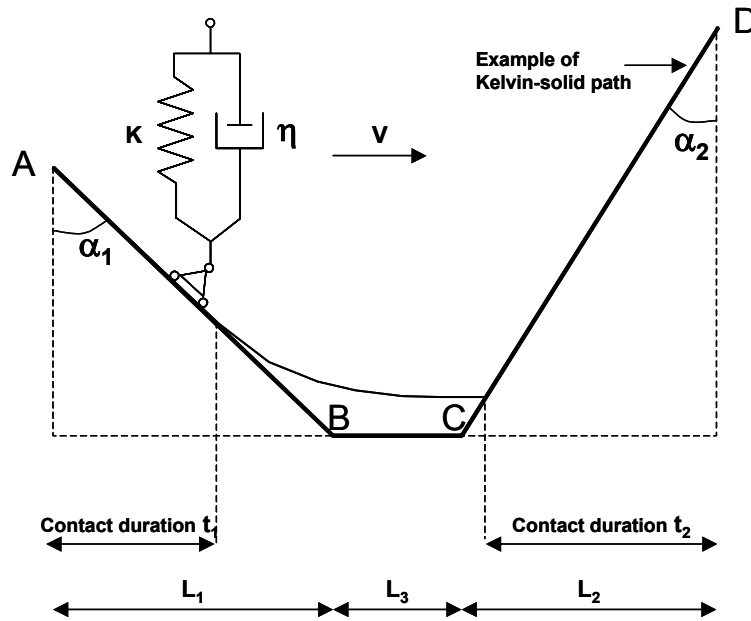 D
Example of
Kelvin-solid path
K
η
V
A
α1
α2
B
C
Contact duration t1
Contact duration t2
L1
L3
L2